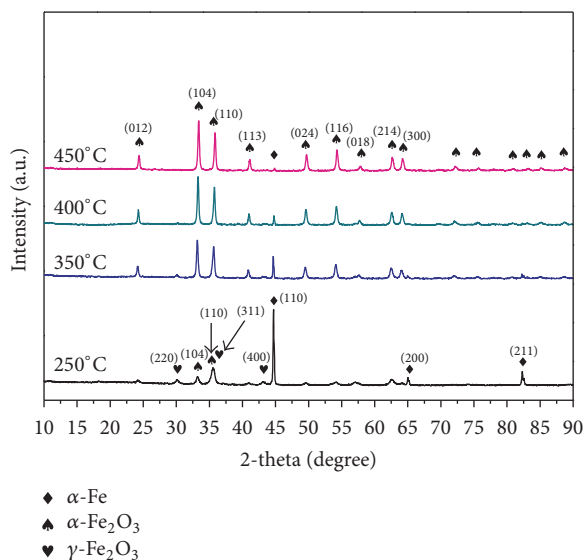 (104)
(110)
(012)
(113)
(024)
(116)
(018)
(214)
(300)
450°C
400°C
350°C
(110)
(110)
(311)
(220)
(104)
(400)
(200)
(211)
250°C
Intensity (a.u.)
10 15 20 25 30 35 40 45 50 55 60 65 70 75 80 85 90
2-theta (degree)
♦ α-Fe
♠ α-Fe₂O₃
♥ γ-Fe₂O₃